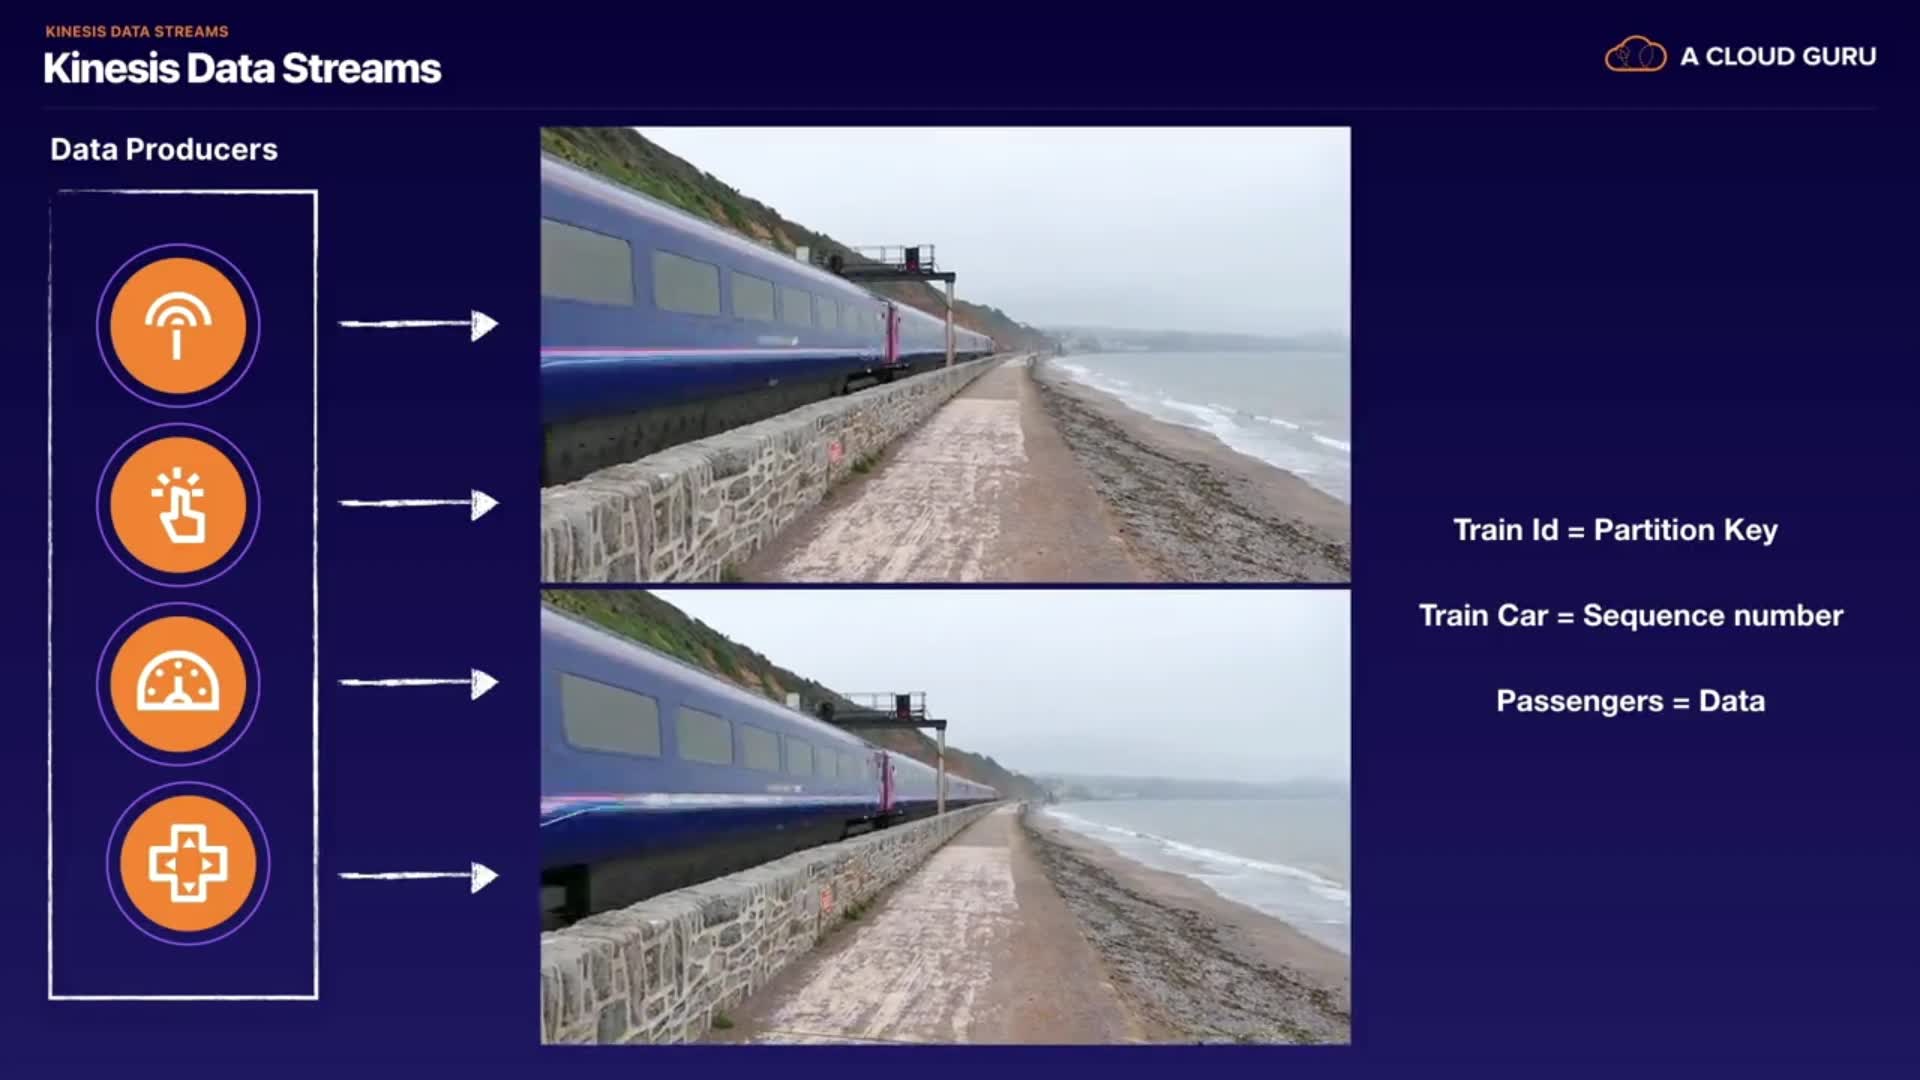 KINESIS DATA STREAMS
Kinesis Data Streams
A CLOUD GURU
Data Producers
Train Id = Partition Key
Train Car = Sequence number
Passengers = Data